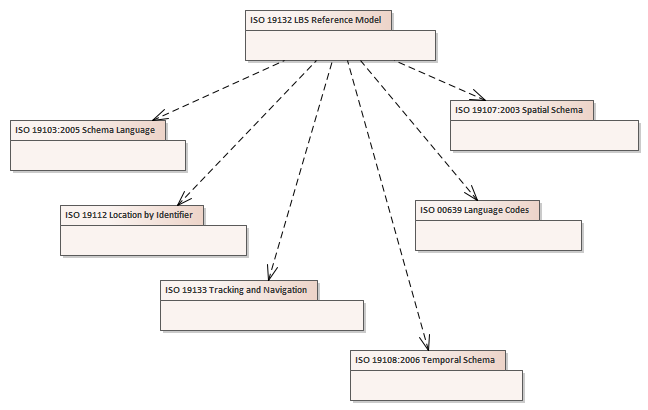 ISO 19132 LBS Reference Model
ISO 19107:2003 Spatial Schema
ISO 19103:2005 Schema Language
ISO 00639 Language Codes
ISO 19112 Location by Identifier
ISO 19133 Tracking and Navigation
ISO 19108:2006 Temporal Schema